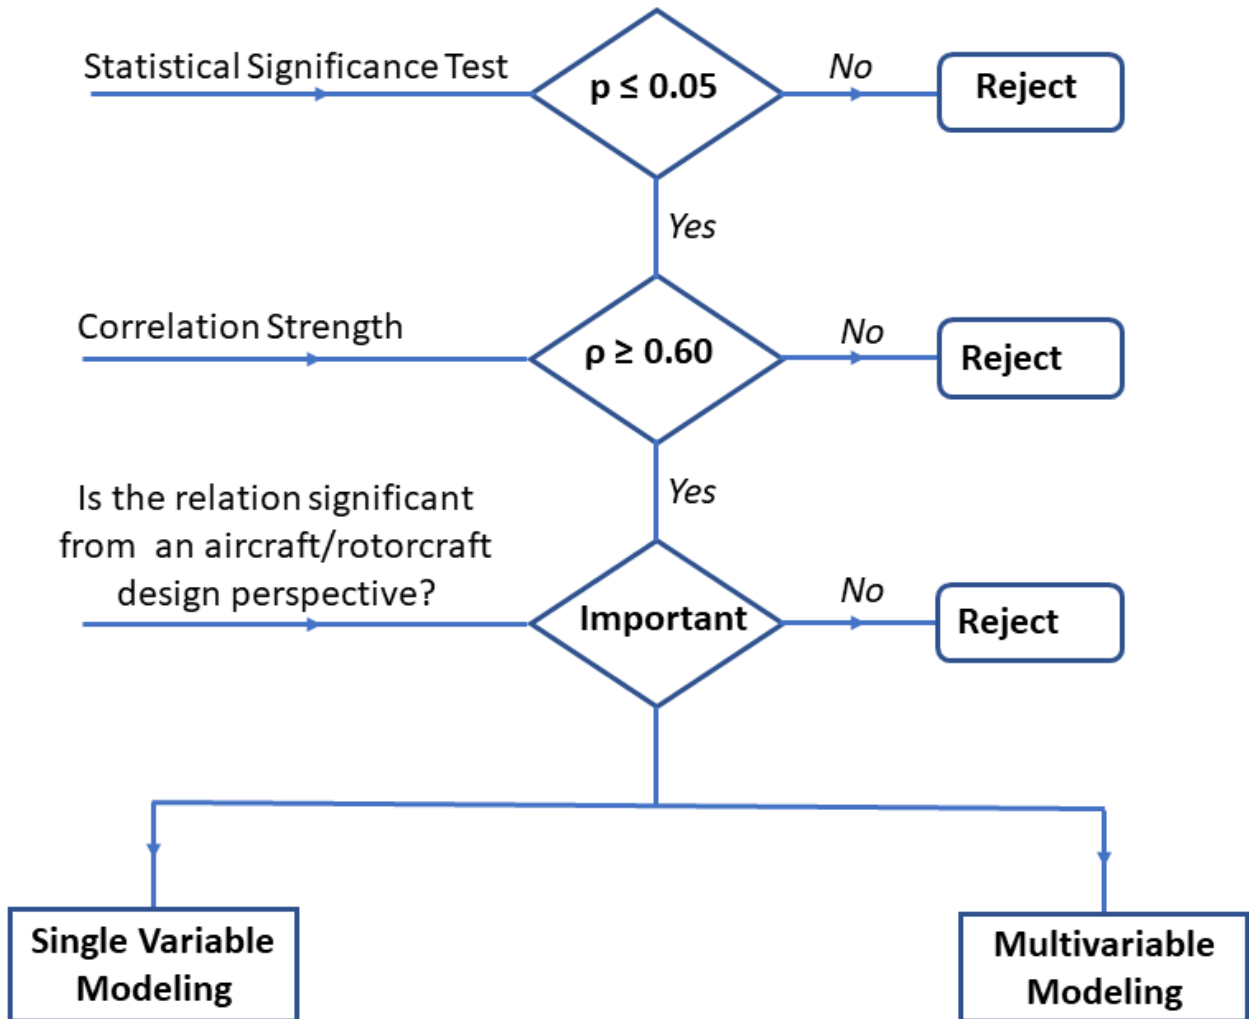 Statistical Significance Test
p ≤ 0.05
No
Reject
Yes
Correlation Strength
ρ ≥ 0.60
No
Reject
Yes
Is the relation significant
from an aircraft/rotorcraft
design perspective?
Important
No
Reject
Single Variable
Modeling
Multivariable
Modeling